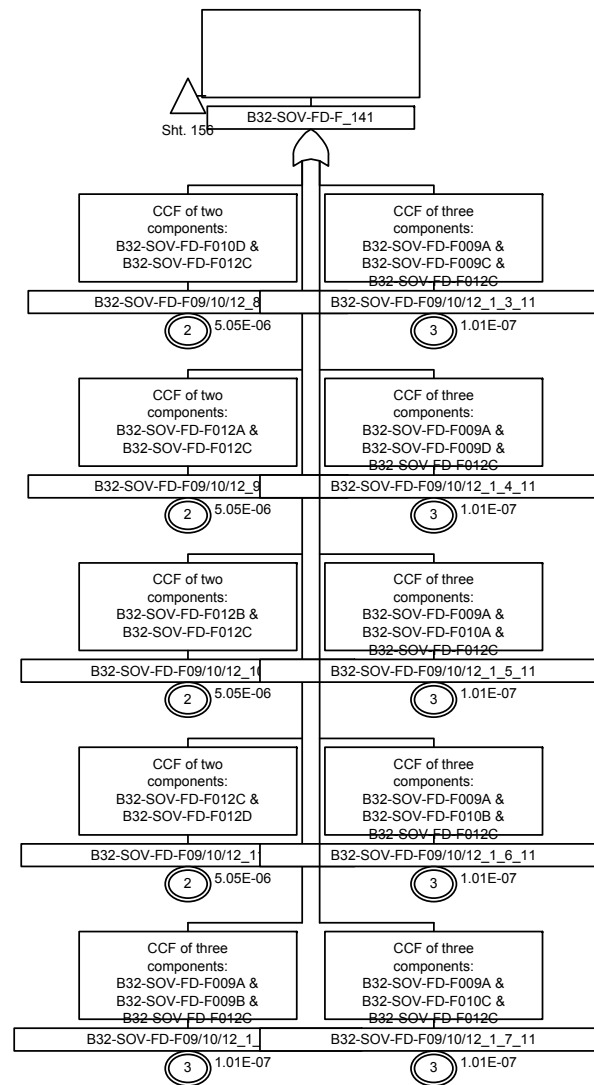 B32-SOV-FD-F_141
Sht. 156
CCF of two
components:
B32-SOV-FD-F010D &
B32-SOV-FD-F012C
B32-SOV-FD-F09/10/12_8
2
5.05E-06
CCF of three
components:
B32-SOV-FD-F009A &
B32-SOV-FD-F009C &
B32-SOV-FD-F012C
B32-SOV-FD-F09/10/12_1_3_11
3
1.01E-07
CCF of two
components:
B32-SOV-FD-F012A &
B32-SOV-FD-F012C
B32-SOV-FD-F09/10/12_9
2
5.05E-06
CCF of three
components:
B32-SOV-FD-F009A &
B32-SOV-FD-F009D &
B32-SOV-FD-F012C
B32-SOV-FD-F09/10/12_1_4_11
3
1.01E-07
CCF of two
components:
B32-SOV-FD-F012B &
B32-SOV-FD-F012C
B32-SOV-FD-F09/10/12_10
2
5.05E-06
CCF of three
components:
B32-SOV-FD-F009A &
B32-SOV-FD-F010A &
B32-SOV-FD-F012C
B32-SOV-FD-F09/10/12_1_5_11
3
1.01E-07
CCF of two
components:
B32-SOV-FD-F012C &
B32-SOV-FD-F012D
B32-SOV-FD-F09/10/12_1
2
5.05E-06
CCF of three
components:
B32-SOV-FD-F009A &
B32-SOV-FD-F010B &
B32-SOV-FD-F012C
B32-SOV-FD-F09/10/12_1_6_11
3
1.01E-07
CCF of three
components:
B32-SOV-FD-F009A &
B32-SOV-FD-F009B &
B32-SOV-FD-F012C
B32-SOV-FD-F09/10/12_1_
3
1.01E-07
CCF of three
components:
B32-SOV-FD-F009A &
B32-SOV-FD-F010C &
B32-SOV-FD-F012C
B32-SOV-FD-F09/10/12_1_7_11
3
1.01E-07